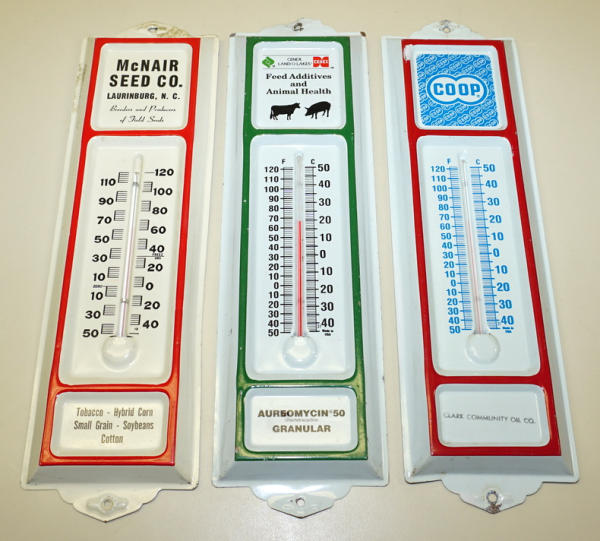 McNAIR
SEED CO.
LAURINBURG, N. C.
Breeders and Producers
of Field Seeds
120
110
100
90
80
70
60
50
40
30
20
10
0
10
20
30
40
50
Tobacco - Hybrid Corn
Small Grain - Soybeans
Cotton
CENEX
LAND O LAKES
CENEX
Feed Additives
and
Animal Health
F C
120 50
110
100 40
90 30
80
70 20
60
50 10
40
30 0
20
10 10
0
10 20
20 30
30
40 40
50
AUREOMYCIN 50
GRANULAR
CO OP
F C
120 50
110
100 40
90 30
80
70 20
60
50 10
40
30 0
20
10 10
0
10 20
20 30
30
40 40
50
CLARK COMMUNITY OIL CO.